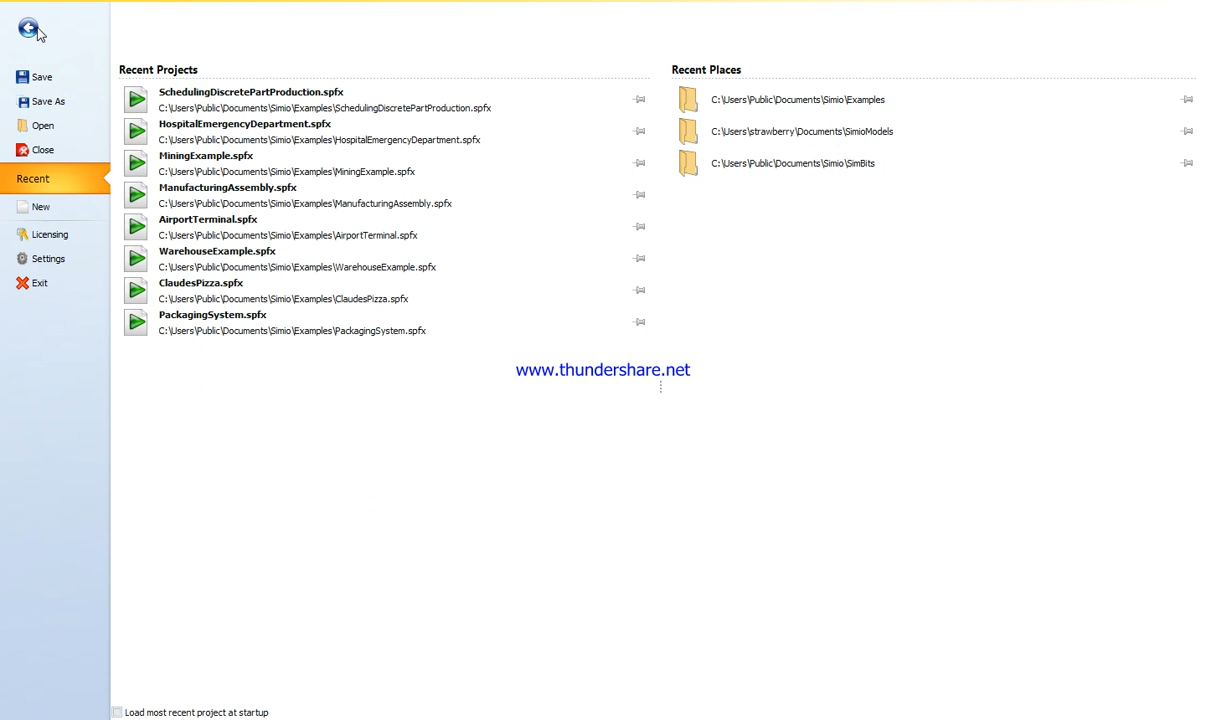 Save
Save As
Open
Close
Recent
New
Licensing
Settings
Exit
Recent Projects
SchedulingDiscretePartProduction.spfx
C:\Users\Public\Documents\Simio\Examples\SchedulingDiscretePartProduction.spfx
HospitalEmergencyDepartment.spfx
C:\Users\Public\Documents\Simio\Examples\HospitalEmergencyDepartment.spfx
MiningExample.spfx
C:\Users\Public\Documents\Simio\Examples\MiningExample.spfx
ManufacturingAssembly.spfx
C:\Users\Public\Documents\Simio\Examples\ManufacturingAssembly.spfx
AirportTerminal.spfx
C:\Users\Public\Documents\Simio\Examples\AirportTerminal.spfx
WarehouseExample.spfx
C:\Users\Public\Documents\Simio\Examples\WarehouseExample.spfx
ClaudesPizza.spfx
C:\Users\Public\Documents\Simio\Examples\ClaudesPizza.spfx
PackagingSystem.spfx
C:\Users\Public\Documents\Simio\Examples\PackagingSystem.spfx
Recent Places
C:\Users\Public\Documents\Simio\Examples
C:\Users\strawberry\Documents\SimioModels
C:\Users\Public\Documents\Simio\SimBits
www.thundershare.net
Load most recent project at startup